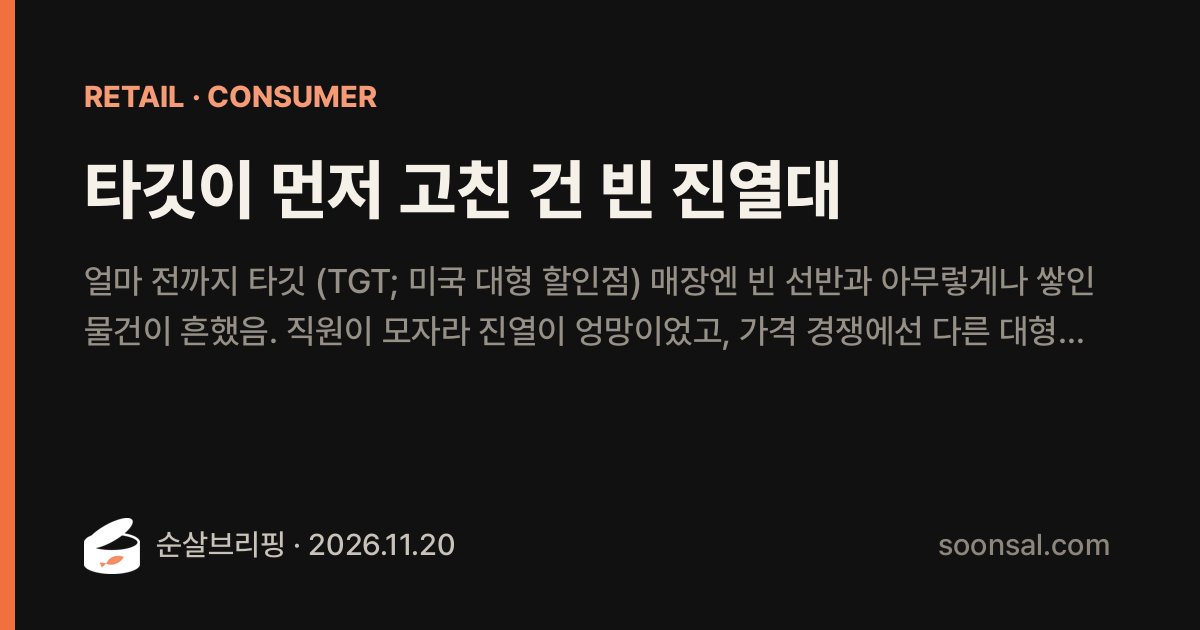 RETAIL · CONSUMER
타깃이 먼저 고친 건 빈 진열대
얼마 전까지 타깃 (TGT; 미국 대형 할인점) 매장엔 빈 선반과 아무렇게나 쌓인
물건이 흔했음. 직원이 모자라 진열이 엉망이었고, 가격 경쟁에선 다른 대형...
순살브리핑 · 2026.11.20
soonsal.com